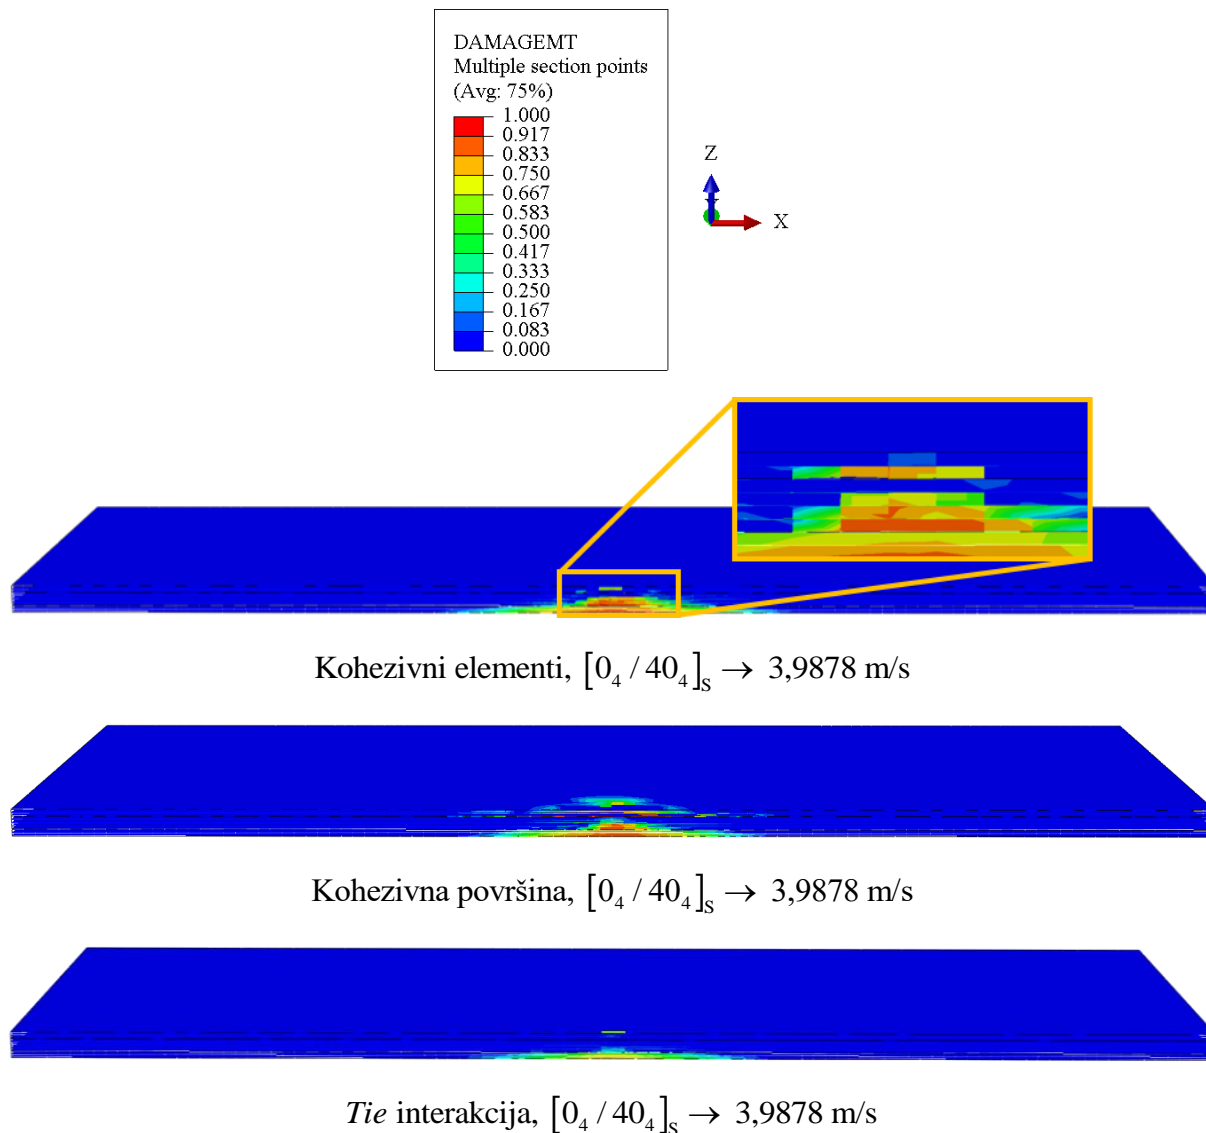 DAMAGEMT
Multiple section points
(Avg: 75%)
1.000
0.917
0.833
0.750
0.667
0.583
0.500
0.417
0.333
0.250
0.167
0.083
0.000
Z
X
Kohezivni elementi, [0₄ / 40₄]ₛ → 3,9878 m/s
Kohezivna površina, [0₄ / 40₄]ₛ → 3,9878 m/s
Tie interakcija, [0₄ / 40₄]ₛ → 3,9878 m/s